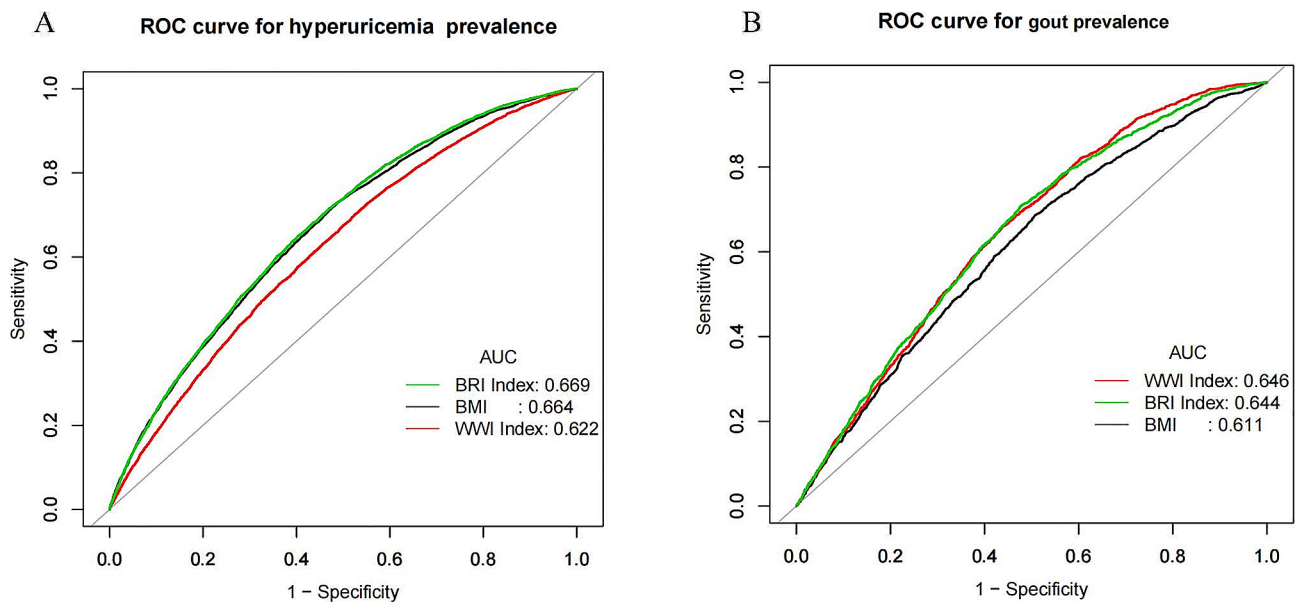 A
ROC curve for hyperuricemia prevalence
Sensitivity
1.0
0.8
0.6
0.4
0.2
0.0
AUC
BRI Index: 0.669
BMI : 0.664
WWI Index: 0.622
0.0 0.2 0.4 0.6 0.8 1.0
1 − Specificity
B
ROC curve for gout prevalence
Sensitivity
1.0
0.8
0.6
0.4
0.2
0.0
AUC
WWI Index: 0.646
BRI Index: 0.644
BMI : 0.611
0.0 0.2 0.4 0.6 0.8 1.0
1 − Specificity